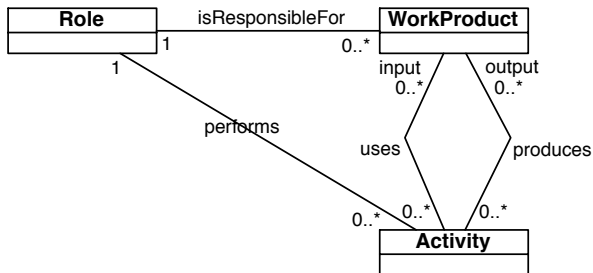 Role
isResponsibleFor
WorkProduct
1
0..*
1
input
output
0..*
0..*
performs
uses
produces
0..*
0..*
0..*
Activity